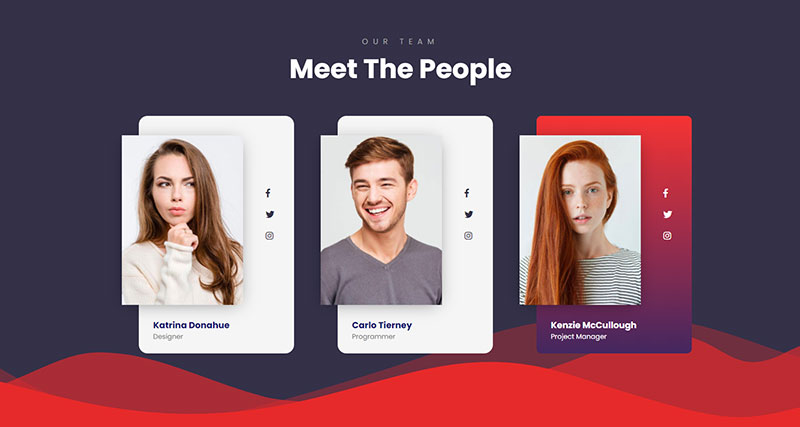 OUR TEAM
Meet The People
Katrina Donahue
Designer
Carlo Tierney
Programmer
Kenzie McCullough
Project Manager